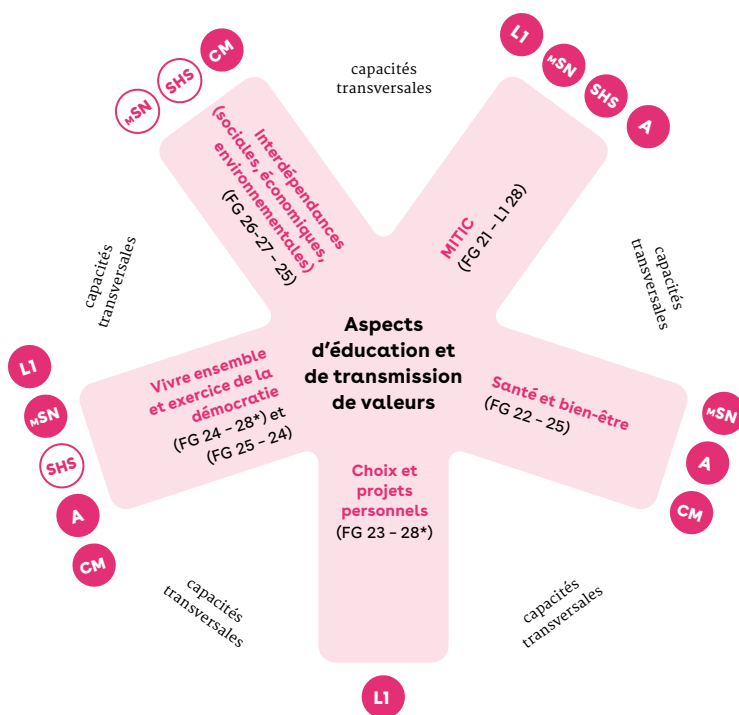 L1
MSN
SHS
A
CM
SHS
MSN
capacités
transversales
Interdépendances
(sociales, économiques,
environnementales)
(FG 26-27 – 25)
MITIC
(FG 21 – L1 28)
capacités
transversales
capacités
transversales
Aspects
d'éducation et
de transmission
de valeurs
Vivre ensemble
et exercice de la
démocratie
(FG 24 – 28*) et
(FG 25 – 24)
Santé et bien-être
(FG 22 – 25)
L1
MSN
SHS
A
CM
MSN
A
CM
Choix et
projets
personnels
(FG 23 – 28*)
capacités
transversales
capacités
transversales
L1